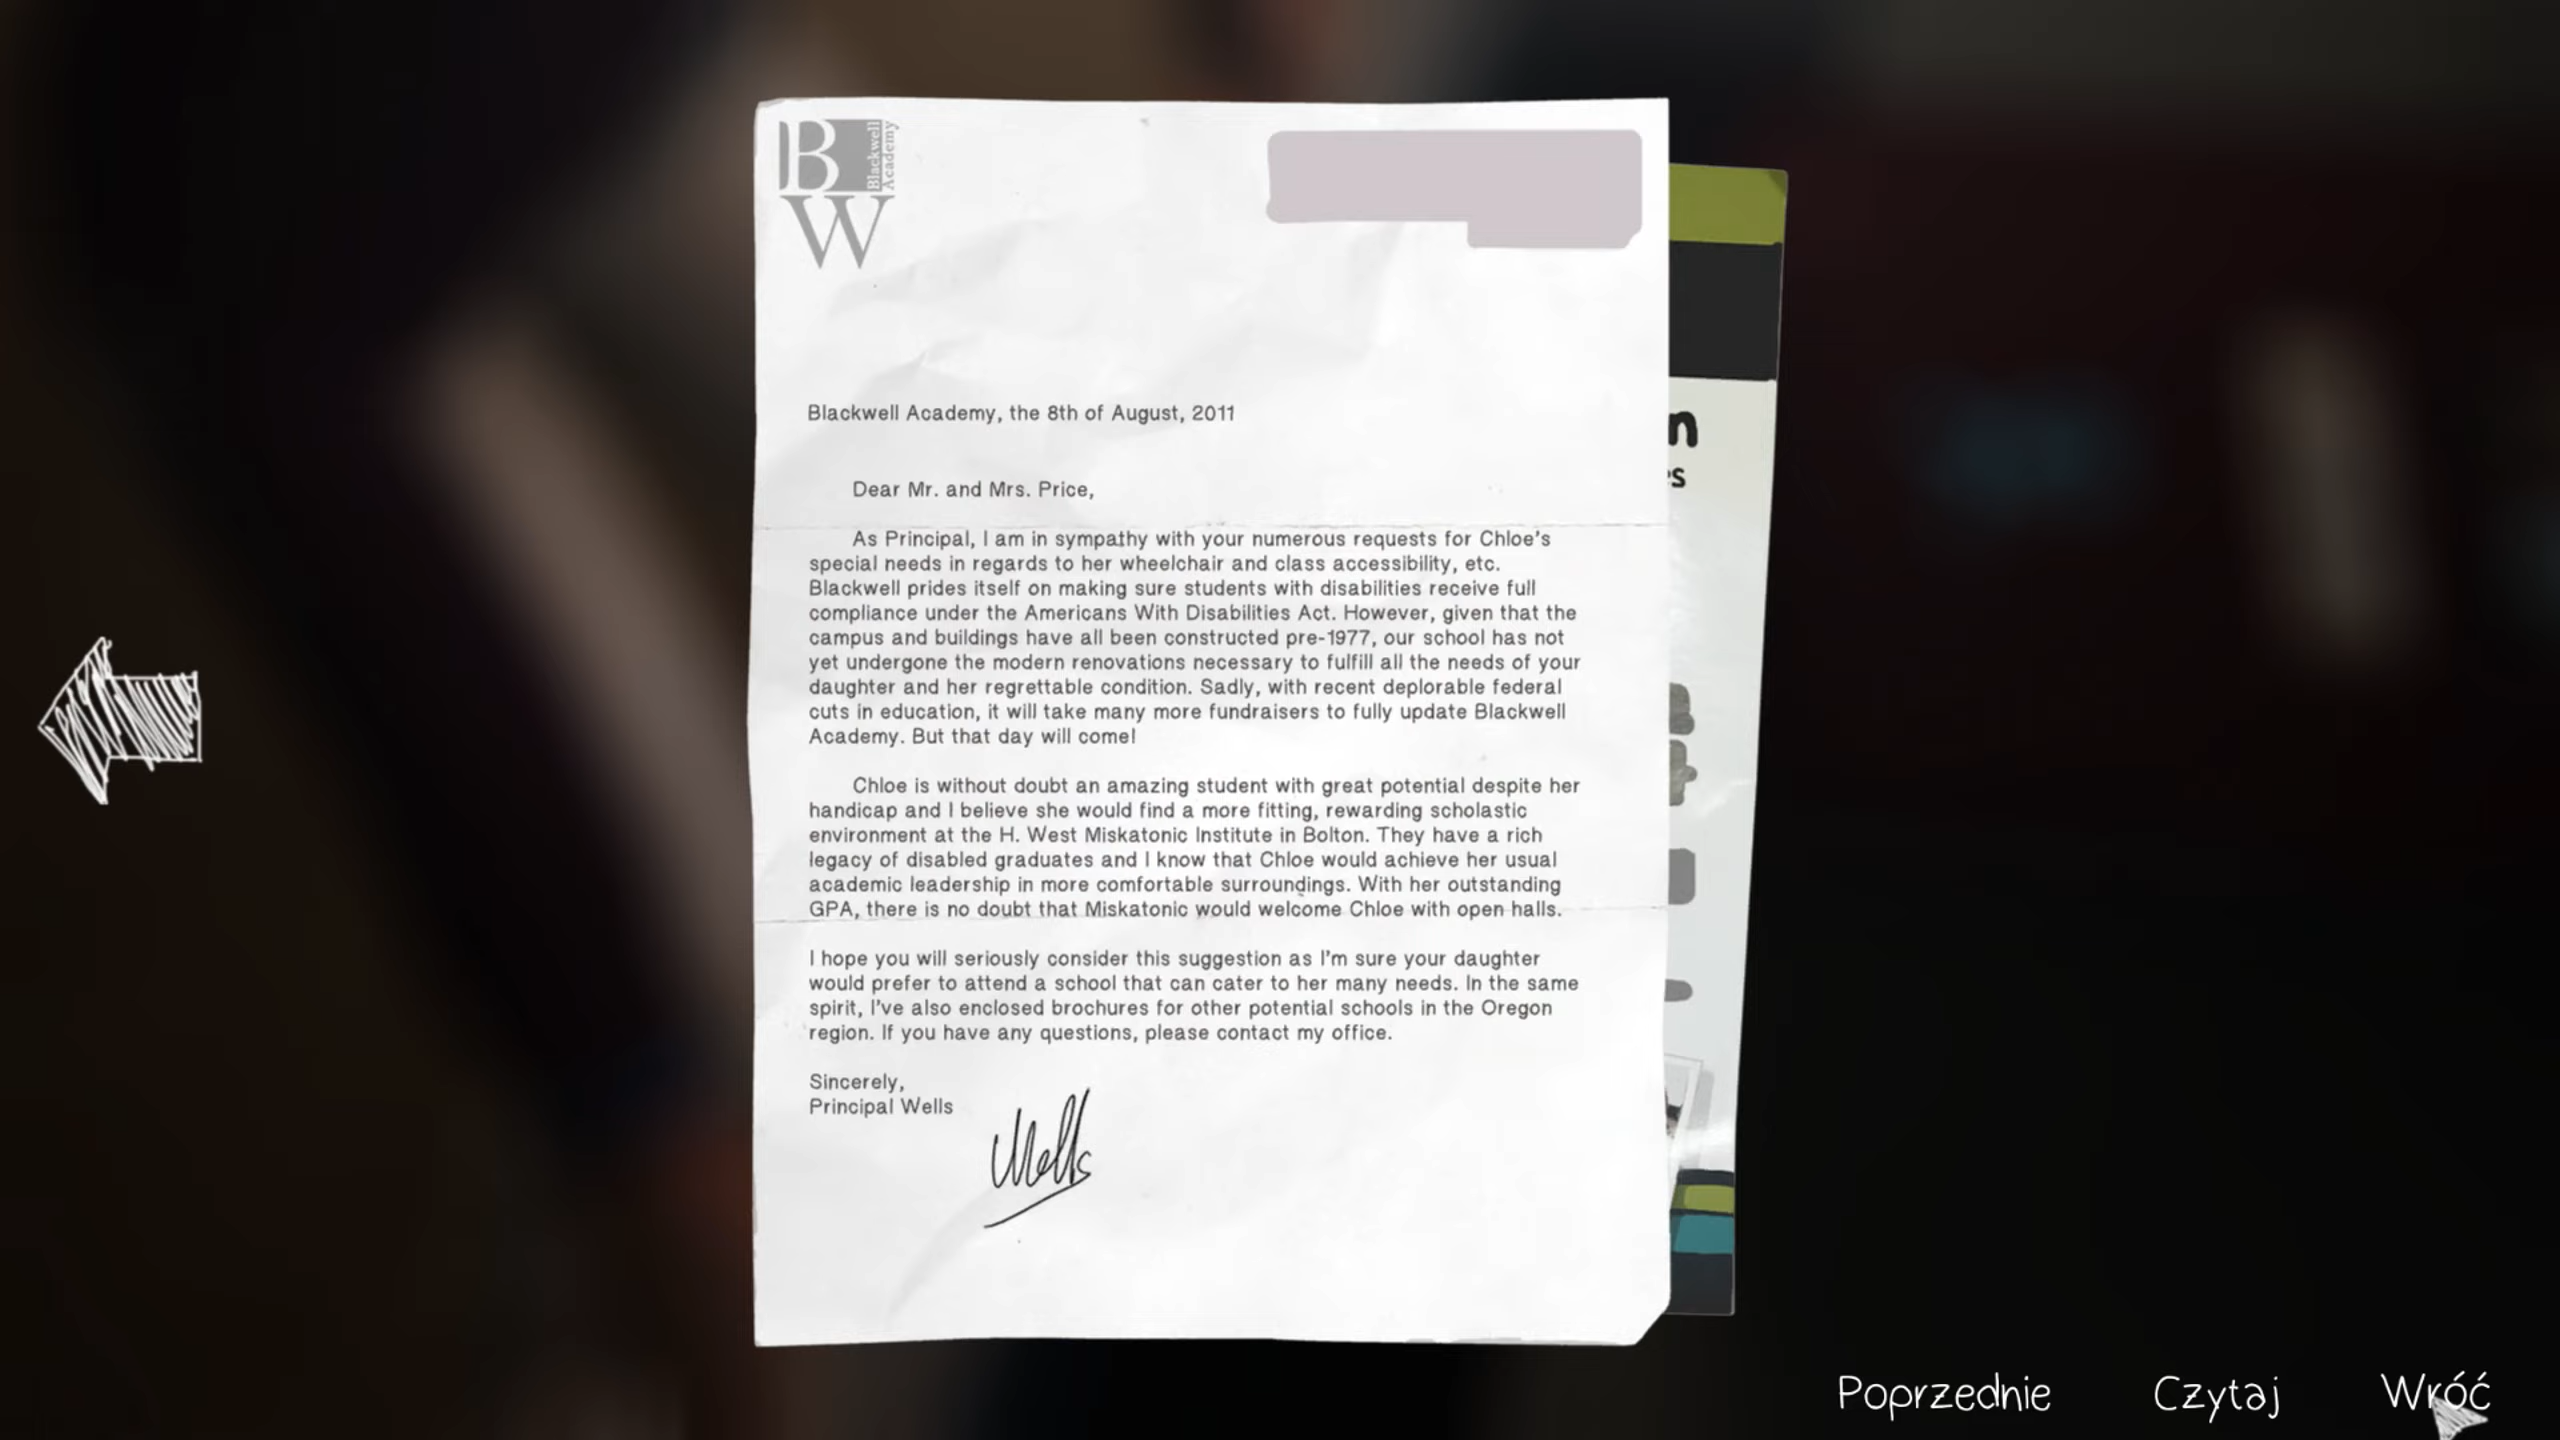 BW
Blackwell
Academy
Blackwell Academy, the 8th of August, 2011
Dear Mr. and Mrs. Price,
As Principal, I am in sympathy with your numerous requests for Chloe's
special needs in regards to her wheelchair and class accessibility, etc.
Blackwell prides itself on making sure students with disabilities receive full
compliance under the Americans With Disabilities Act. However, given that the
campus and buildings have all been constructed pre-1977, our school has not
yet undergone the modern renovations necessary to fulfill all the needs of your
daughter and her regrettable condition. Sadly, with recent deplorable federal
cuts in education, it will take many more fundraisers to fully update Blackwell
Academy. But that day will come!
Chloe is without doubt an amazing student with great potential despite her
handicap and I believe she would find a more fitting, rewarding scholastic
environment at the H. West Miskatonic Institute in Bolton. They have a rich
legacy of disabled graduates and I know that Chloe would achieve her usual
academic leadership in more comfortable surroundings. With her outstanding
GPA, there is no doubt that Miskatonic would welcome Chloe with open halls.
I hope you will seriously consider this suggestion as I'm sure your daughter
would prefer to attend a school that can cater to her many needs. In the same
spirit, I've also enclosed brochures for other potential schools in the Oregon
region. If you have any questions, please contact my office.
Sincerely,
Principal Wells
Wells
n
es
Poprzednie Czytaj Wróć